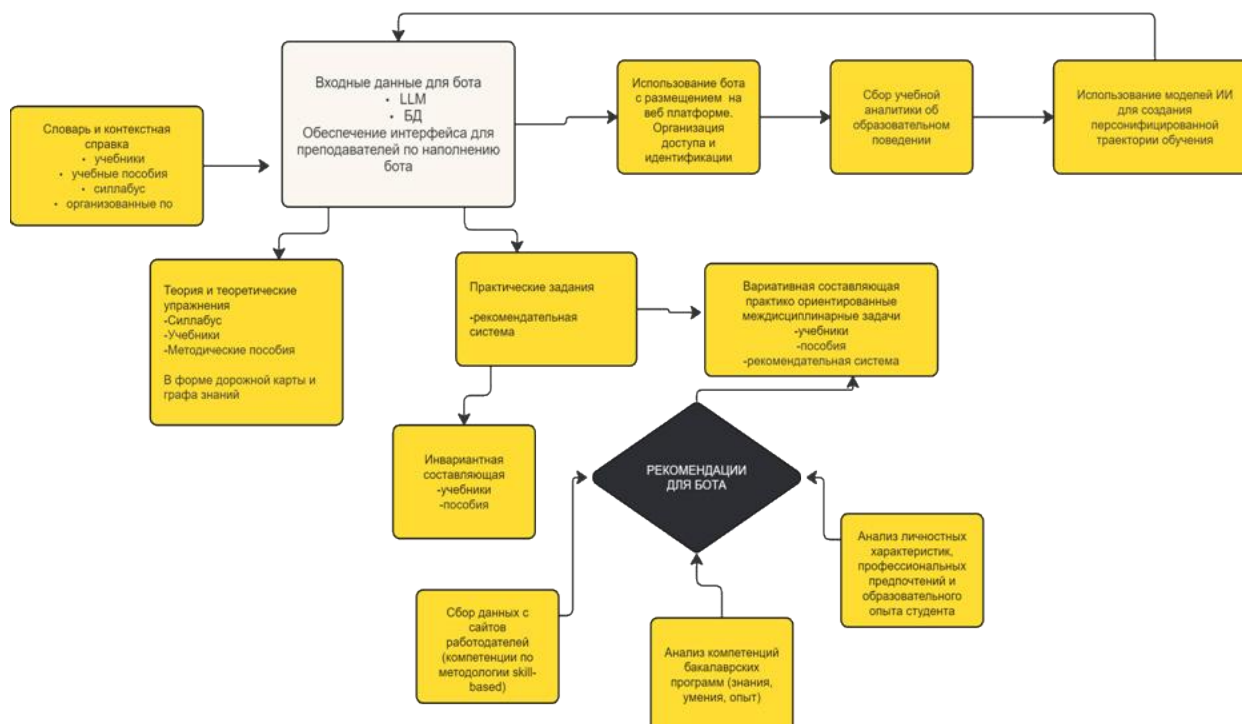 Входные данные для бота
• LLM
• БД
Обеспечение интерфейса для
преподавателей по наполнению
бота
Использование бота
с размещением на
веб платформе.
Организация
доступа и
идентификации
Сбор учебной
аналитики об
образовательном
поведении
Использование моделей ИИ
для создания
персонифицированной
траектории обучения
Словарь и контекстная
справка
• учебники
• учебные пособия
• силлабус
• организованные по
Теория и теоретические
упражнения
-Силлабус
-Учебники
-Методические пособия
В форме дорожной карты и
графа знаний
Практические задания
-рекомендательная
система
Вариативная составляющая
практико ориентированные
междисциплинарные задачи
-учебники
-пособия
-рекомендательная система
Инвариантная
составляющая
-учебники
-пособия
РЕКОМЕНДАЦИИ
ДЛЯ БОТА
Анализ личностных
характеристик,
профессиональных
предпочтений и
образовательного
опыта студента
Сбор данных с
сайтов
работодателей
(компетенции по
методологии skill-
based)
Анализ компетенций
бакалаврских
программ (знания,
умения, опыт)